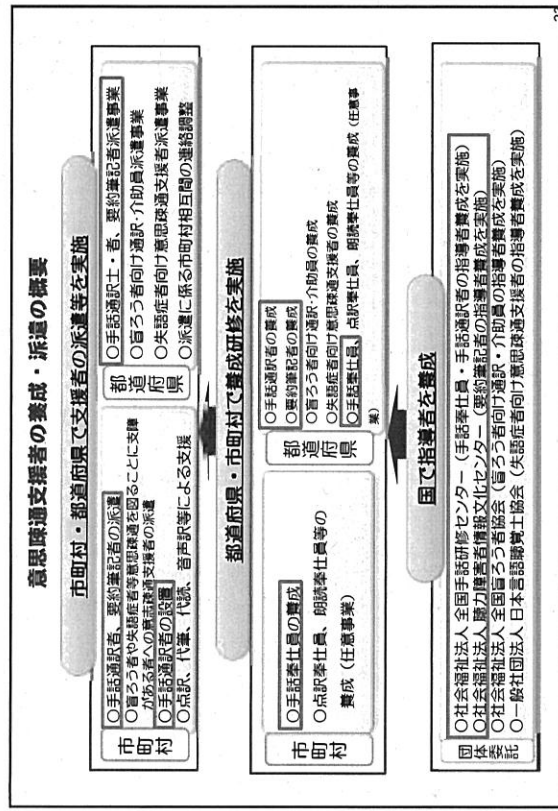 意思疎通支援者の養成・派遣の概要
市町村・都道府県で支援者の派遣等を実施
市町村
○手話通訳者、要約筆記者の派遣
○盲ろう者や失語症者等意思疎通を図ることに支障
がある者への意志疎通支援者の派遣
○手話通訳者の設置
○点訳、代筆、代読、音声訳等による支援
都道府県
○手話通訳士・者、要約筆記者派遣事業
○盲ろう者向け通訳・介助員派遣事業
○失語症者向け意思疎通支援者派遣事業
○派遣に係る市町村相互間の連絡調整
都道府県・市町村で養成研修を実施
市町村
○手話奉仕員の養成
○点訳奉仕員、朗読奉仕員等の
養成（任意事業）
都道府県
○手話通訳者の養成
○要約筆記者の養成
○盲ろう者向け通訳・介助員の養成
○失語症者向け意思疎通支援者の養成
○手話奉仕員、点訳奉仕員、朗読奉仕員等の養成（任意事
業）
国で指導者を養成
団体委託
○社会福祉法人 全国手話研修センター（手話奉仕員・手話通訳者の指導者養成を実施）
○社会福祉法人 聴力障害者情報文化センター（要約筆記者の指導者養成を実施）
○社会福祉法人 全国盲ろう者協会（盲ろう者向け通訳・介助員の指導者養成を実施）
○一般社団法人 日本言語聴覚士協会（失語症者向け意思疎通支援者の指導者養成を実施）